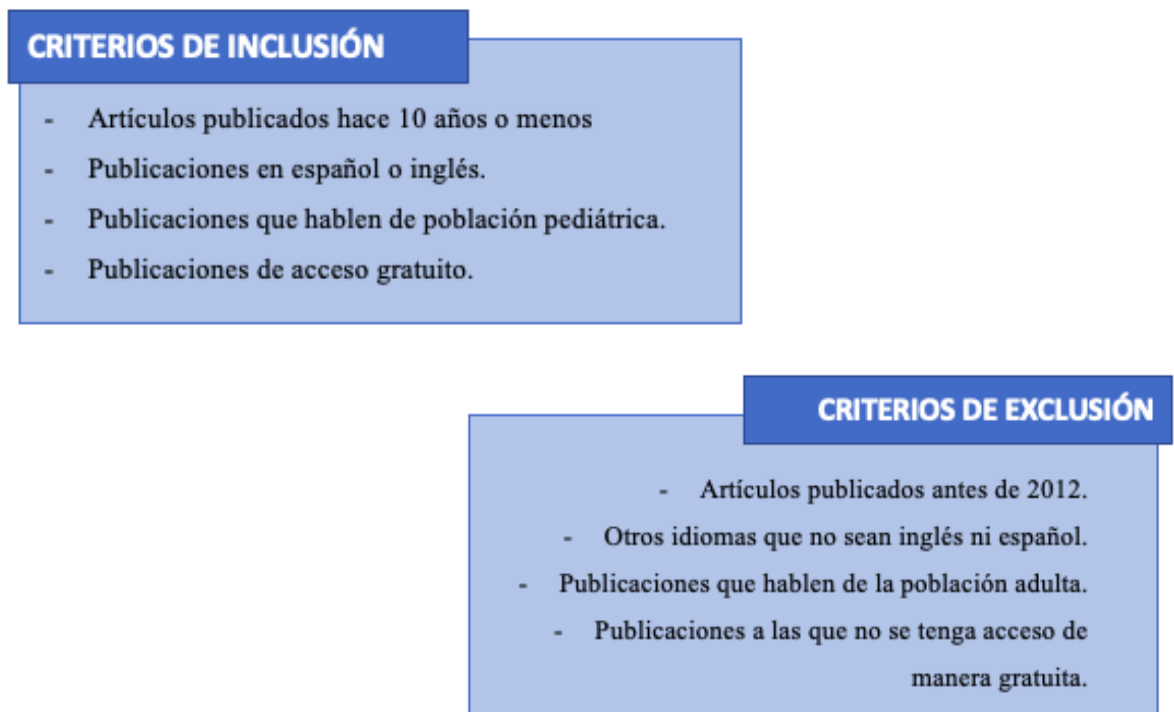 CRITERIOS DE INCLUSIÓN
- Artículos publicados hace 10 años o menos
- Publicaciones en español o inglés.
- Publicaciones que hablen de población pediátrica.
- Publicaciones de acceso gratuito.
CRITERIOS DE EXCLUSIÓN
- Artículos publicados antes de 2012.
- Otros idiomas que no sean inglés ni español.
- Publicaciones que hablen de la población adulta.
- Publicaciones a las que no se tenga acceso de
manera gratuita.